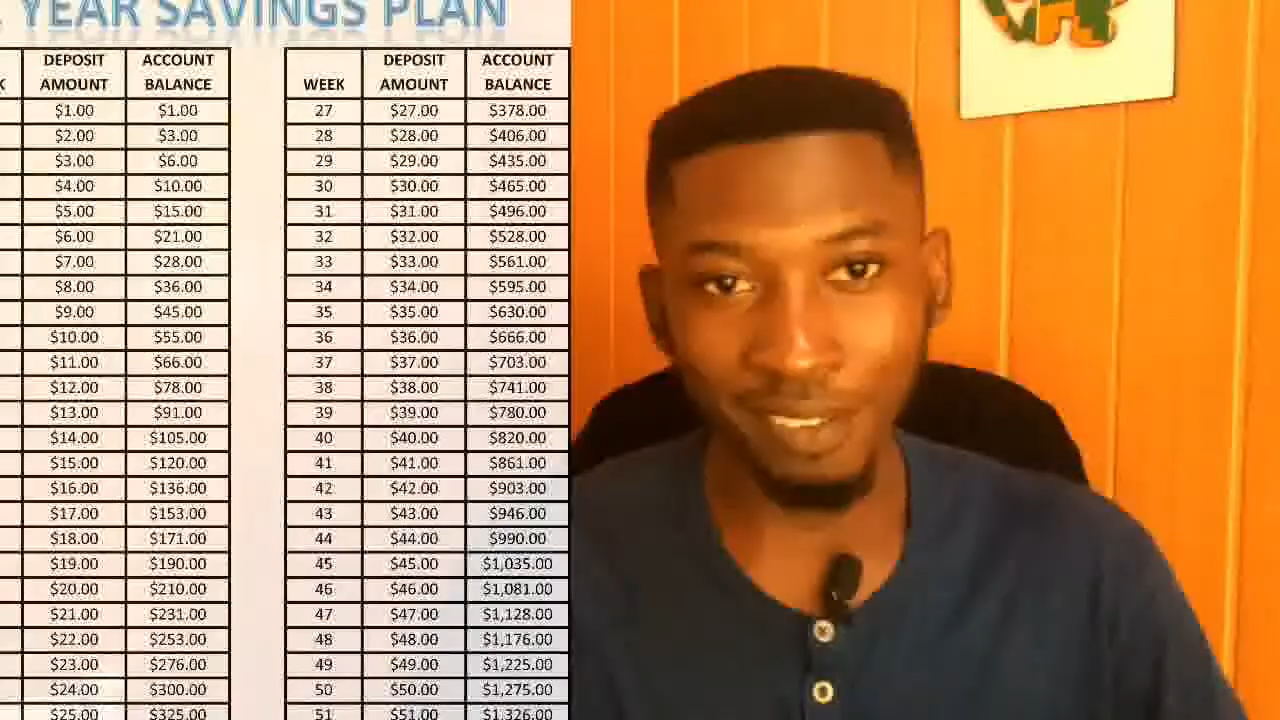 YEAR SAVINGS PLAN
DEPOSIT AMOUNT ACCOUNT BALANCE
$1.00 $1.00
$2.00 $3.00
$3.00 $6.00
$4.00 $10.00
$5.00 $15.00
$6.00 $21.00
$7.00 $28.00
$8.00 $36.00
$9.00 $45.00
$10.00 $55.00
$11.00 $66.00
$12.00 $78.00
$13.00 $91.00
$14.00 $105.00
$15.00 $120.00
$16.00 $136.00
$17.00 $153.00
$18.00 $171.00
$19.00 $190.00
$20.00 $210.00
$21.00 $231.00
$22.00 $253.00
$23.00 $276.00
$24.00 $300.00
$25.00 $325.00
WEEK DEPOSIT AMOUNT ACCOUNT BALANCE
27 $27.00 $378.00
28 $28.00 $406.00
29 $29.00 $435.00
30 $30.00 $465.00
31 $31.00 $496.00
32 $32.00 $528.00
33 $33.00 $561.00
34 $34.00 $595.00
35 $35.00 $630.00
36 $36.00 $666.00
37 $37.00 $703.00
38 $38.00 $741.00
39 $39.00 $780.00
40 $40.00 $820.00
41 $41.00 $861.00
42 $42.00 $903.00
43 $43.00 $946.00
44 $44.00 $990.00
45 $45.00 $1,035.00
46 $46.00 $1,081.00
47 $47.00 $1,128.00
48 $48.00 $1,176.00
49 $49.00 $1,225.00
50 $50.00 $1,275.00
51 $51.00 $1,326.00